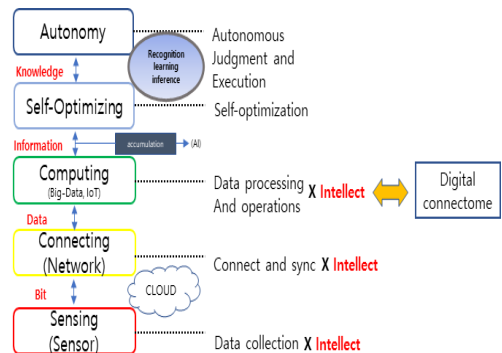 Autonomy
Autonomous
Judgment and
Execution
Recognition
learning
inference
Knowledge
Self-Optimizing
Self-optimization
Information
accumulation
(AI)
Computing
(Big-Data, IoT)
Data processing
And operations X Intellect
Digital
connectome
Data
Connecting
(Network)
Connect and sync X Intellect
CLOUD
Bit
Sensing
(Sensor)
Data collection X Intellect